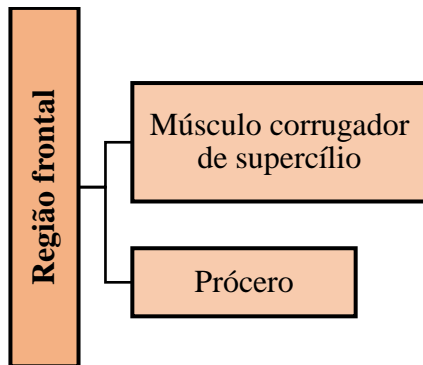 Região frontal
Músculo corrugador
de supercílio
Prócero